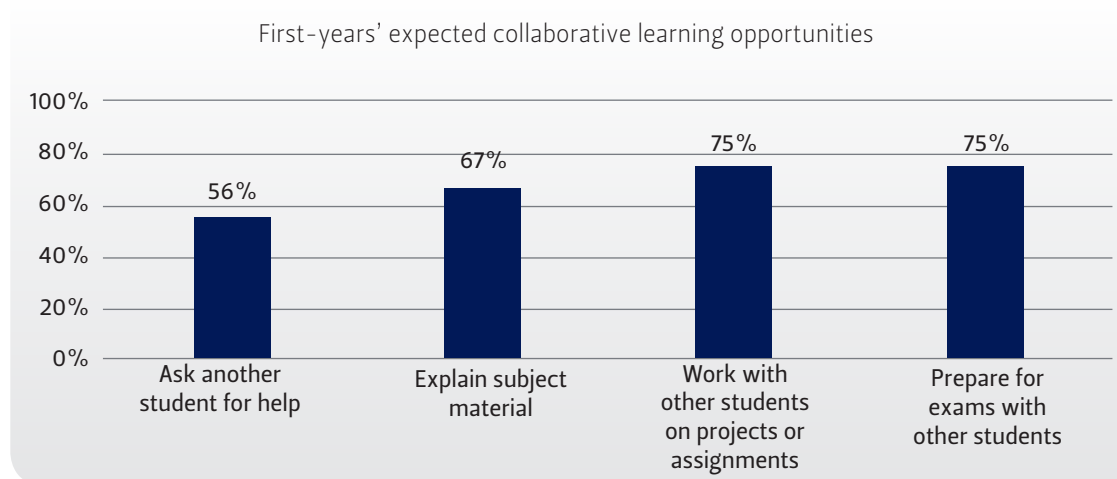 First-years’ expected collaborative learning opportunities
100%
80%
60%
40%
20%
0%
56%
67%
75%
75%
Ask another
student for help
Explain subject
material
Work with
other students
on projects or
assignments
Prepare for
exams with
other students